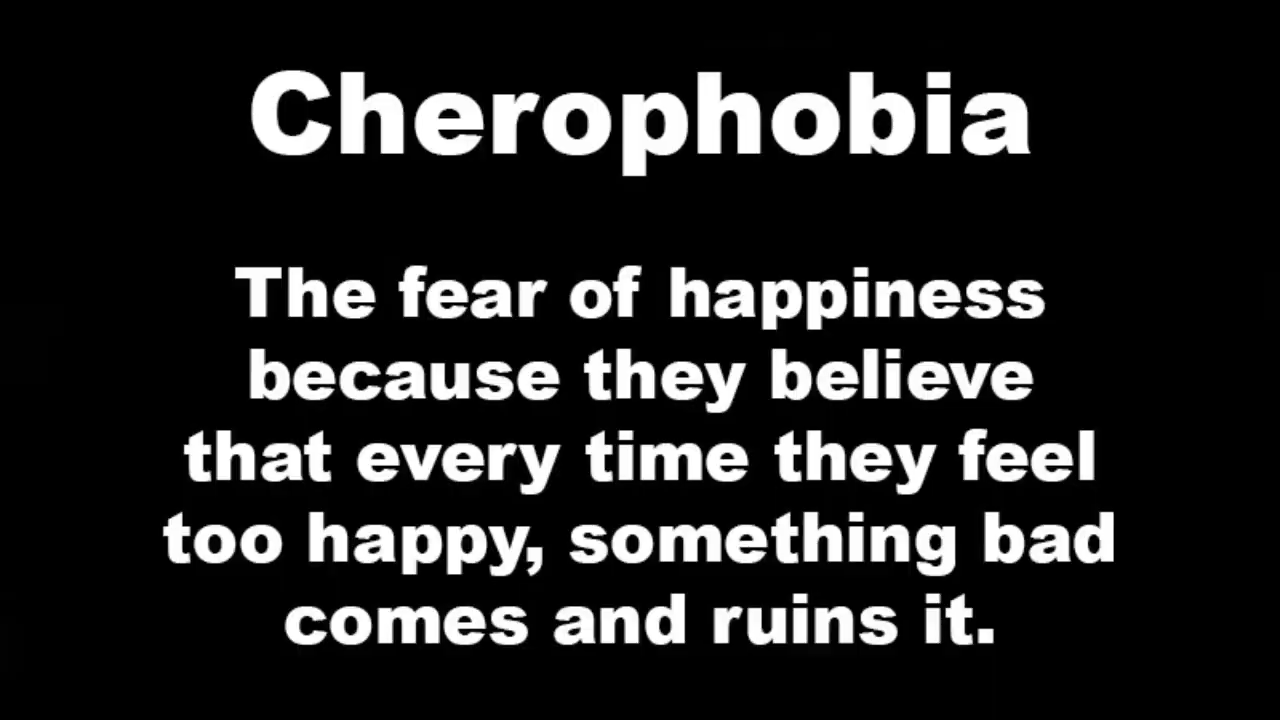 Cherophobia
The fear of happiness
because they believe
that every time they feel
too happy, something bad
comes and ruins it.